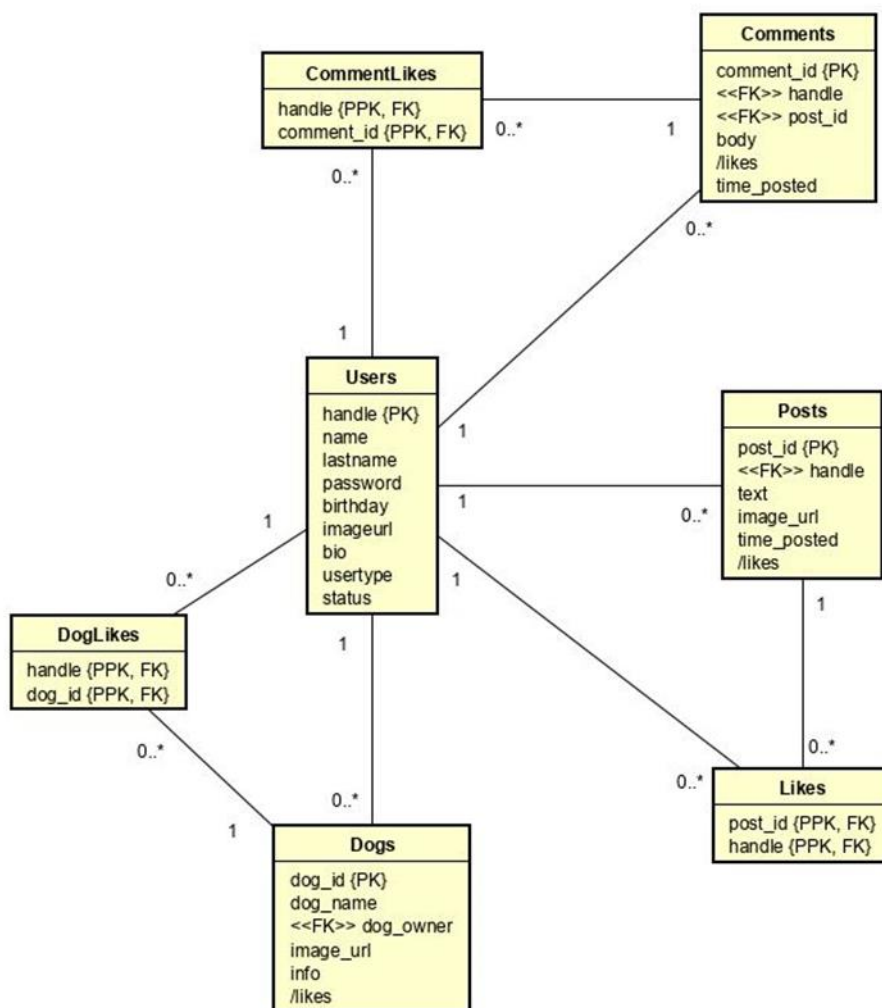 Comments
comment_id {PK}
<<FK>> handle
<<FK>> post_id
body
/likes
time_posted
CommentLikes
handle {PPK, FK}
comment_id {PPK, FK}
0..*
1
0..*
0..*
1
Users
handle {PK}
name
lastname
password
birthday
imageurl
bio
usertype
status
1
1
0..*
1
1
0..*
1
Posts
post_id {PK}
<<FK>> handle
text
image_url
time_posted
/likes
1
DogLikes
handle {PPK, FK}
dog_id {PPK, FK}
0..*
1
0..*
0..*
0..*
Likes
post_id {PPK, FK}
handle {PPK, FK}
Dogs
dog_id {PK}
dog_name
<<FK>> dog_owner
image_url
info
/likes